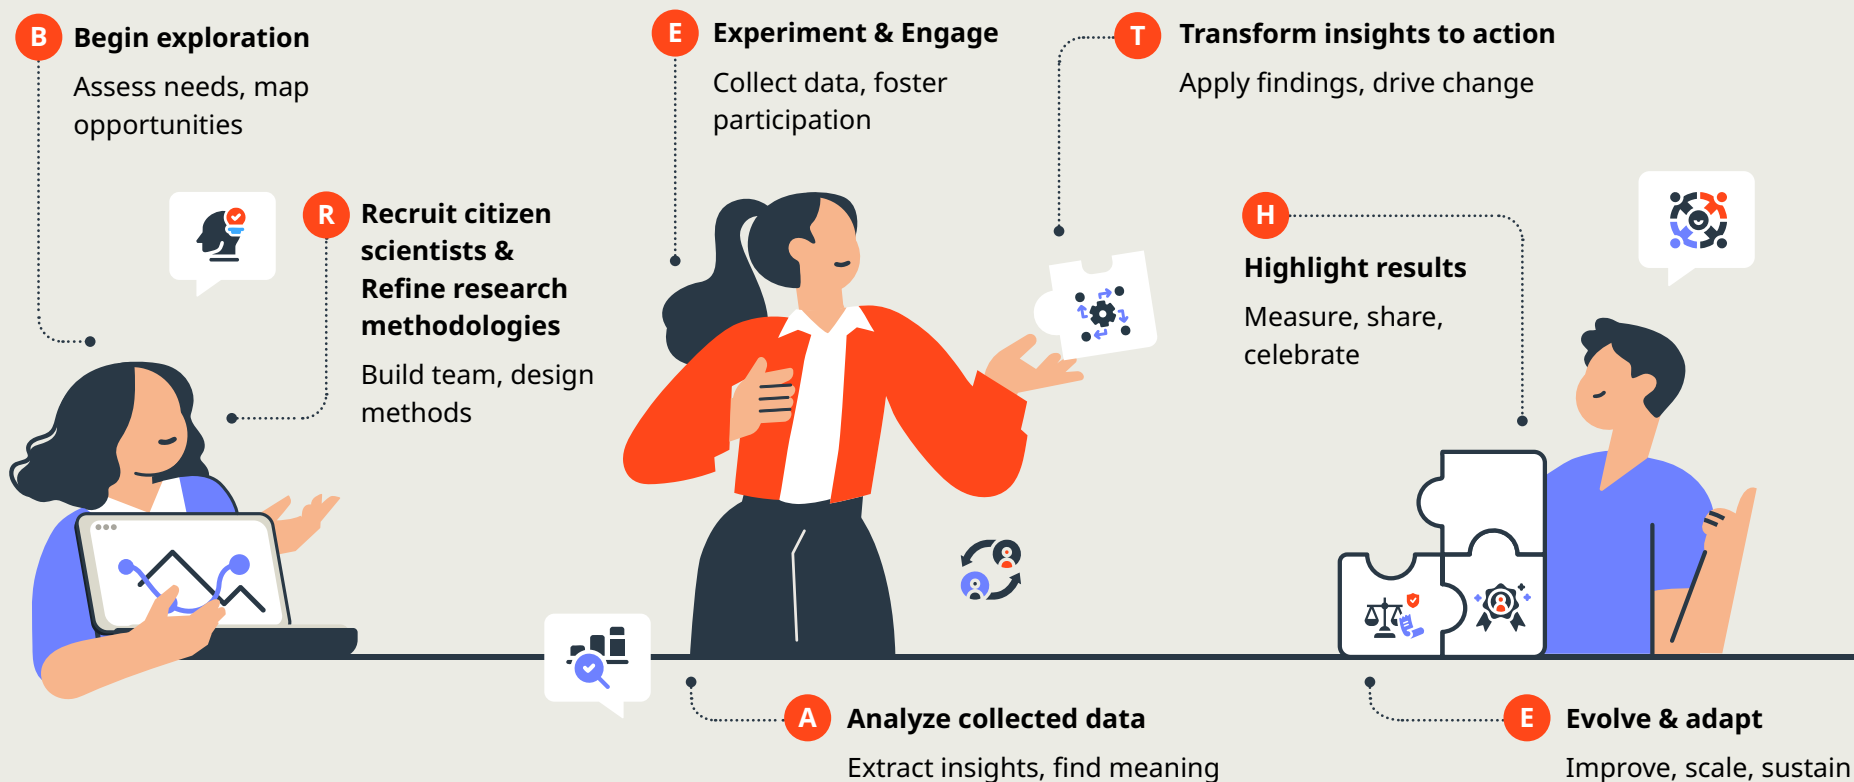 B
Begin exploration
Assess needs, map
opportunities
R
Recruit citizen
scientists &
Refine research
methodologies
Build team, design
methods
E
Experiment & Engage
Collect data, foster
participation
A
Analyze collected data
Extract insights, find meaning
T
Transform insights to action
Apply findings, drive change
H
Highlight results
Measure, share,
celebrate
E
Evolve & adapt
Improve, scale, sustain